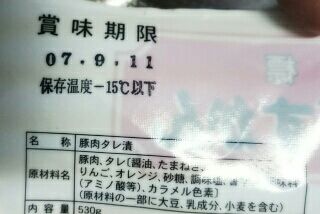 賞味期限
07.9.11
保存温度-15℃以下
名称 豚肉タレ漬
原材料名 豚肉、タレ〔醤油、たまねぎ、
りんご、オレンジ、砂糖、調味塩、
(アミノ酸等)、カラメル色素〕
(原材料の一部に大豆、乳成分、小麦を含む)
内容量 530g